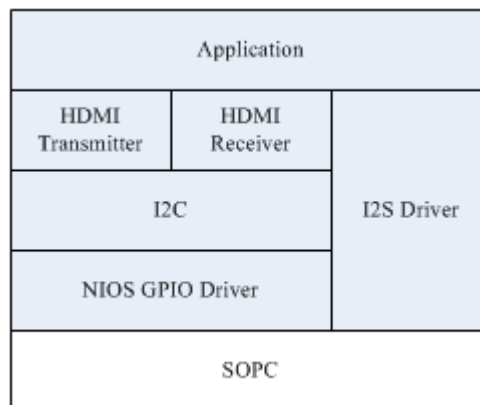 Application
HDMI
Transmitter
HDMI
Receiver
I2C
I2S Driver
NIOS GPIO Driver
SOPC